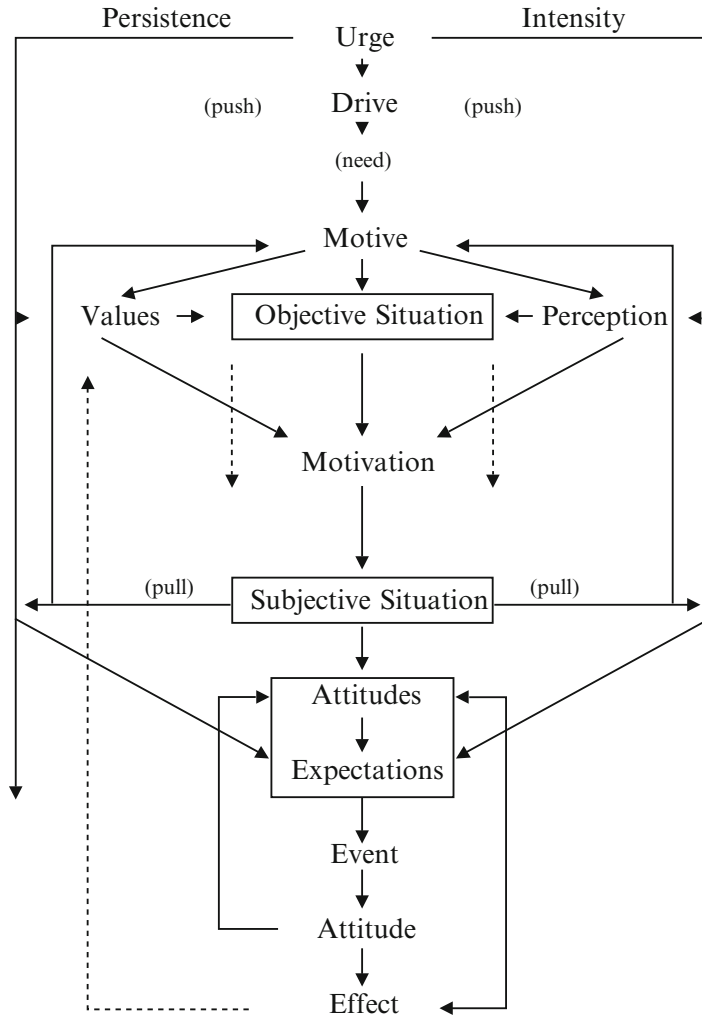 Persistence Urge Intensity
(push) Drive (push)
(need)
Motive
Values Objective Situation Perception
Motivation
(pull) Subjective Situation (pull)
Attitudes
Expectations
Event
Attitude
Effect